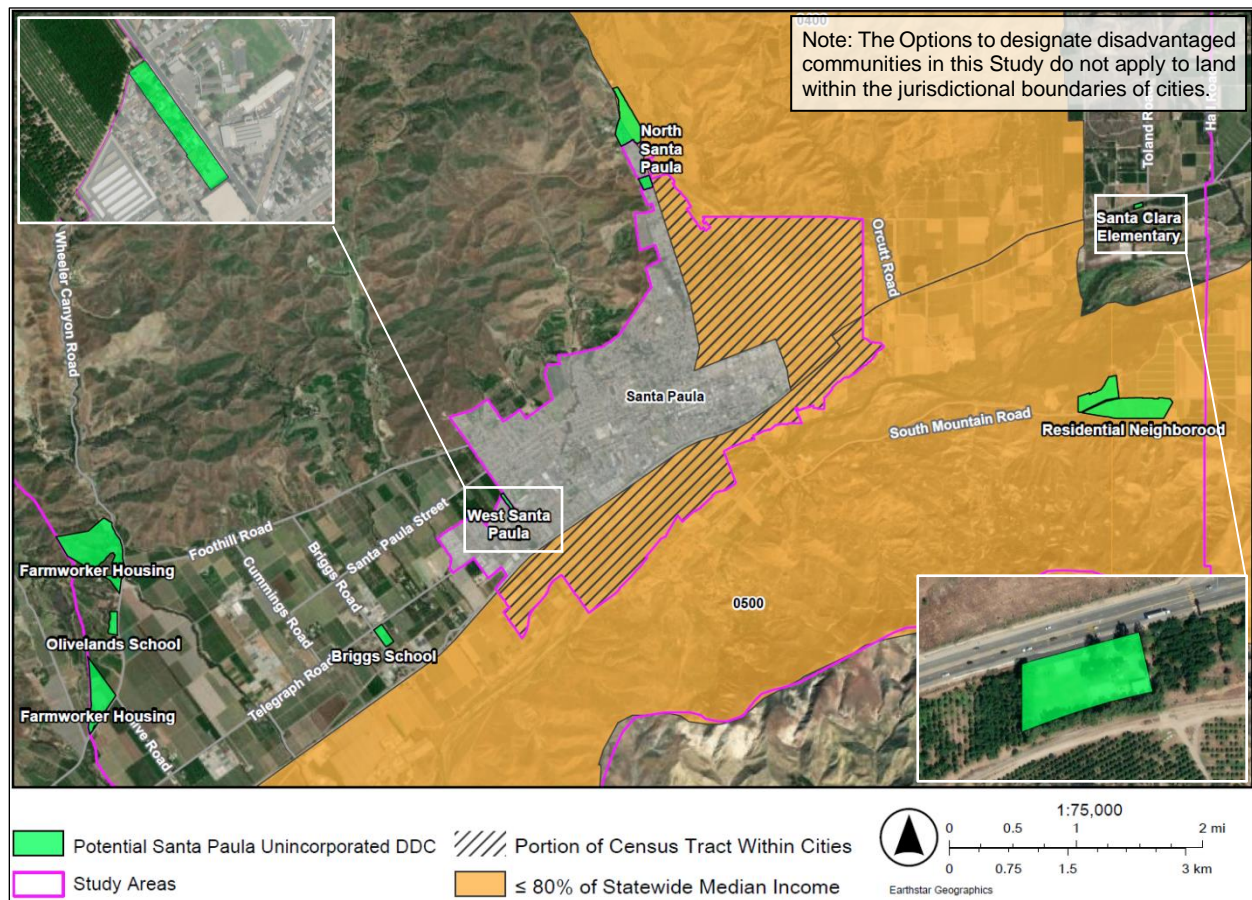 0400
Note: The Options to designate disadvantaged
communities in this Study do not apply to land
within the jurisdictional boundaries of cities.
North
Santa
Paula
Toland Road
Santa Clara
Elementary
Orcutt Road
Wheeler Canyon Road
Santa Paula
South Mountain Road
Residential Neighborood
West Santa
Paula
Santa Paula Street
Foothill Road
Briggs Road
Cummings Road
Farmworker Housing
0500
Olivelands School
Briggs School
Telegraph Road
Farmworker Housing
Olive Road
Potential Santa Paula Unincorporated DDC
Portion of Census Tract Within Cities
Study Areas
≤ 80% of Statewide Median Income
1:75,000
0 0.5 1 2 mi
0 0.75 1.5 3 km
Earthstar Geographics